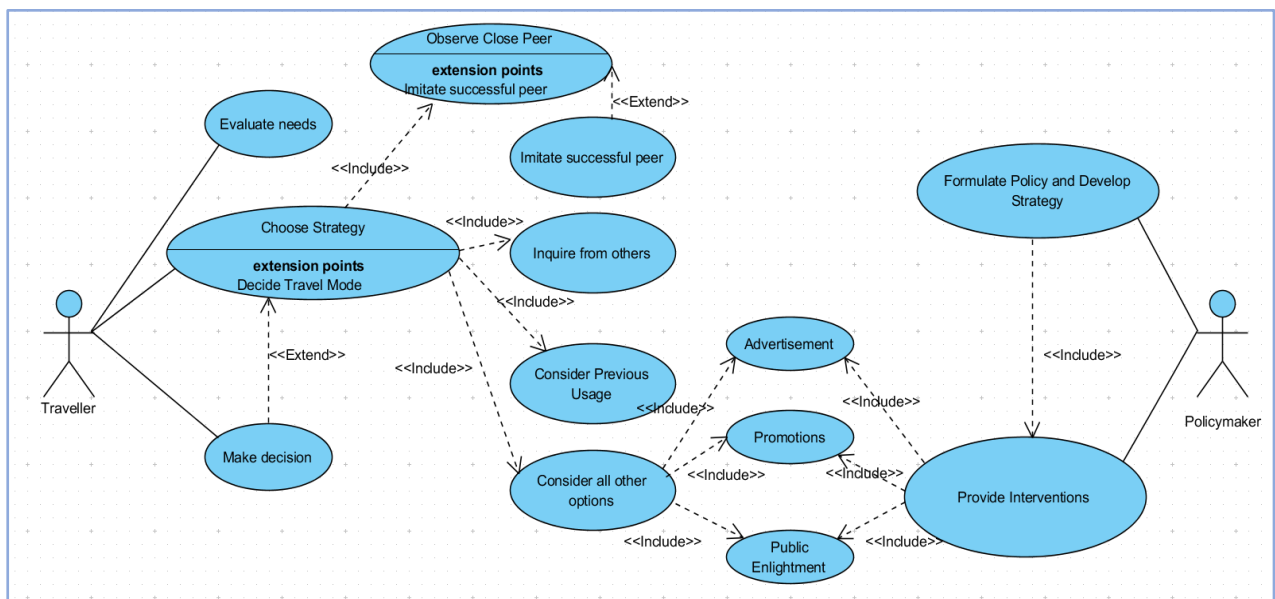 Observe Close Peer
extension points
Imitate successful peer
<<Extend>>
Evaluate needs
Imitate successful peer
<<Include>>
Formulate Policy and Develop
Strategy
Choose Strategy
extension points
Decide Travel Mode
<<Include>>
Inquire from others
<<Include>>
<<Extend>>
<<Include>>
Advertisement
<<Include>>
Traveller
Consider Previous
Usage
<<Include>>
<<Include>>
Policymaker
Make decision
Promotions
<<Include>>
<<Include>>
Consider all other
options
Provide Interventions
<<Include>>
<<Include>>
Public
Enlightment